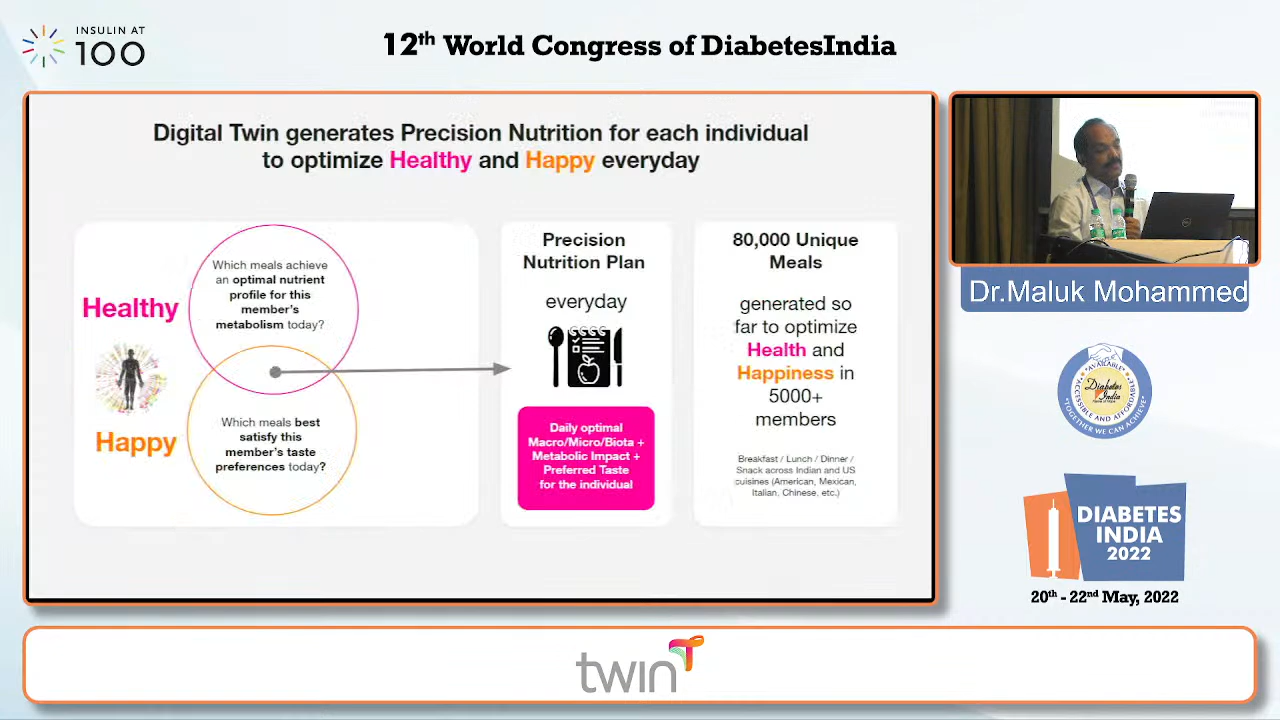 INSULIN AT
100
12th World Congress of DiabetesIndia
Digital Twin generates Precision Nutrition for each individual
to optimize Healthy and Happy everyday
Healthy
Which meals achieve
an optimal nutrient
profile for this
member's
metabolism today?
Happy
Which meals best
satisfy this
member's taste
preferences today?
Precision
Nutrition Plan
everyday
Daily optimal
Macro/Micro/Biota +
Metabolic Impact +
Preferred Taste
for the individual
80,000 Unique
Meals
generated so
far to optimize
Health and
Happiness in
5000+
members
Breakfast / Lunch / Dinner /
Snack across Indian and US
cuisines (American, Mexican,
Italian, Chinese, etc.)
Dr.Maluk Mohammed
AVAILABLE
ACCESSIBLE AND AFFORDABLE
Diabetes
India
"TOGETHER WE CAN ACHIEVE"
DIABETES
INDIA
2022
20th - 22nd May, 2022
twin